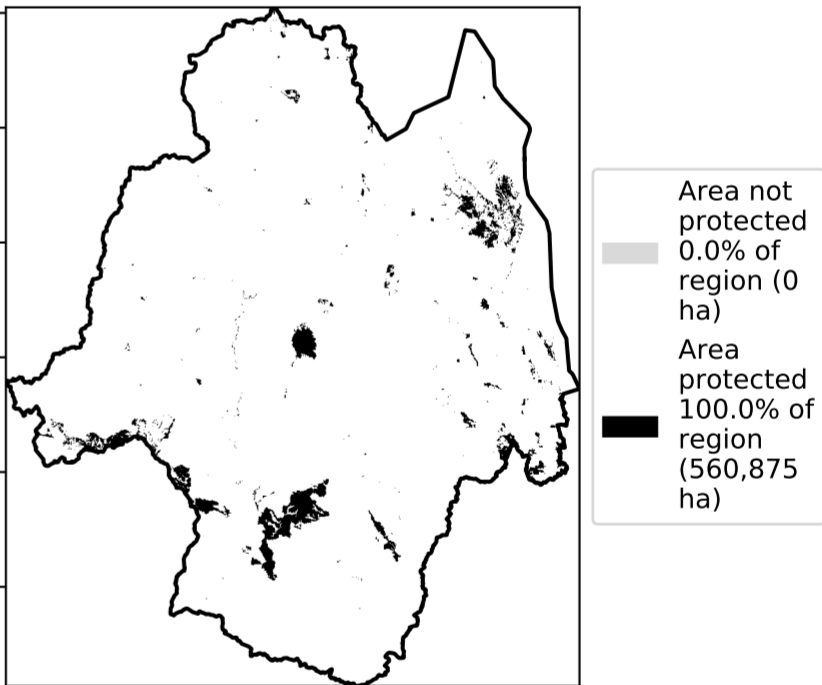 Area not
protected
0.0% of
region (0
ha)
Area
protected
100.0% of
region
(560,875
ha)